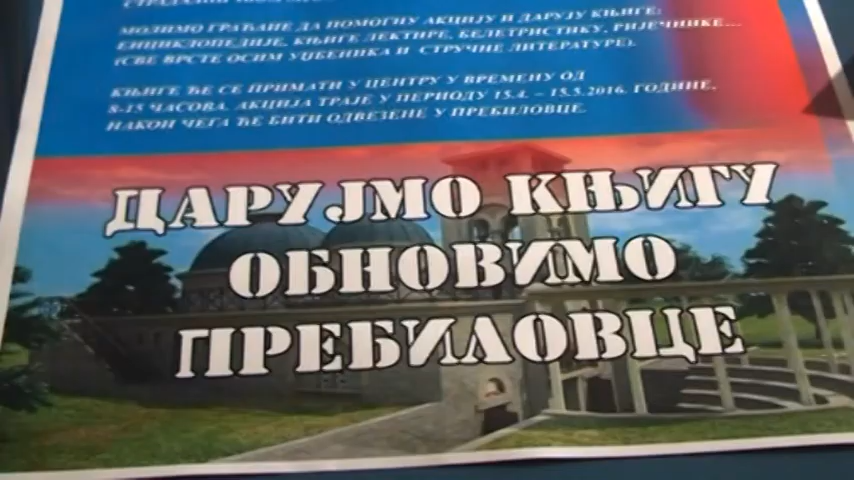 МОЛИМО ГРАЂАНЕ ДА ПОМОГНУ АКЦИЈУ И ДАРУЈУ КЊИГЕ:
ЕНЦИКЛОПЕДИЈЕ, КЊИГЕ ЛЕКТИРЕ, БЕЛЕТРИСТИКУ, РИЈЕЧНИКЕ...
(СВЕ ВРСТЕ ОСИМ УЏБЕНИКА И СТРУЧНЕ ЛИТЕРАТУРЕ).
КЊИГЕ ЋЕ СЕ ПРИМАТИ У ЦЕНТРУ У ВРЕМЕНУ ОД
8-15 ЧАСОВА. АКЦИЈА ТРАЈЕ У ПЕРИОДУ 15.4. – 15.5.2016. ГОДИНЕ,
НАКОН ЧЕГА ЋЕ БИТИ ОДВЕЗЕНЕ У ПРЕБИЛОВЦЕ.
ДАРУЈМО КЊИГУ
ОБНОВИМО
ПРЕБИЛОВЦЕ